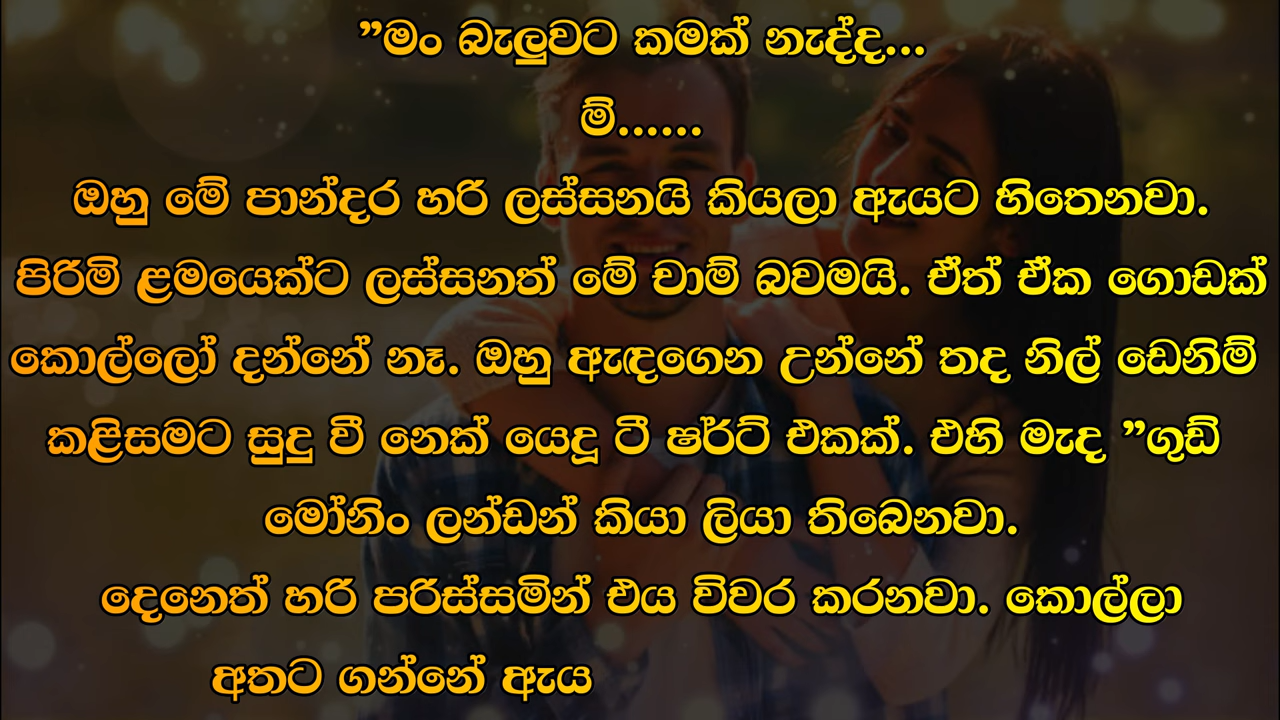 ”මං බැලුවට කමක් නැද්ද...
ම්......
ඔහු මේ පාන්දර හරි ලස්සනයි කියලා ඇයට හිතෙනවා.
පිරිමි ළමයෙක්ට ලස්සනත් මේ චාම් බවමයි. ඒත් ඒක ගොඩක්
කොල්ලෝ දන්නේ නෑ. ඔහු ඇඳගෙන උන්නේ තද නිල් ඩෙනිම්
කළිසමට සුදු වී නෙක් යෙදූ ටී ෂර්ට් එකක්. එහි මැද ”ගුඩ්
මෝනිං ලන්ඩන් කියා ලියා තිබෙනවා.
දෙනෙත් හරි පරිස්සමින් එය විවර කරනවා. කොල්ලා
අතට ගන්නේ ඇය